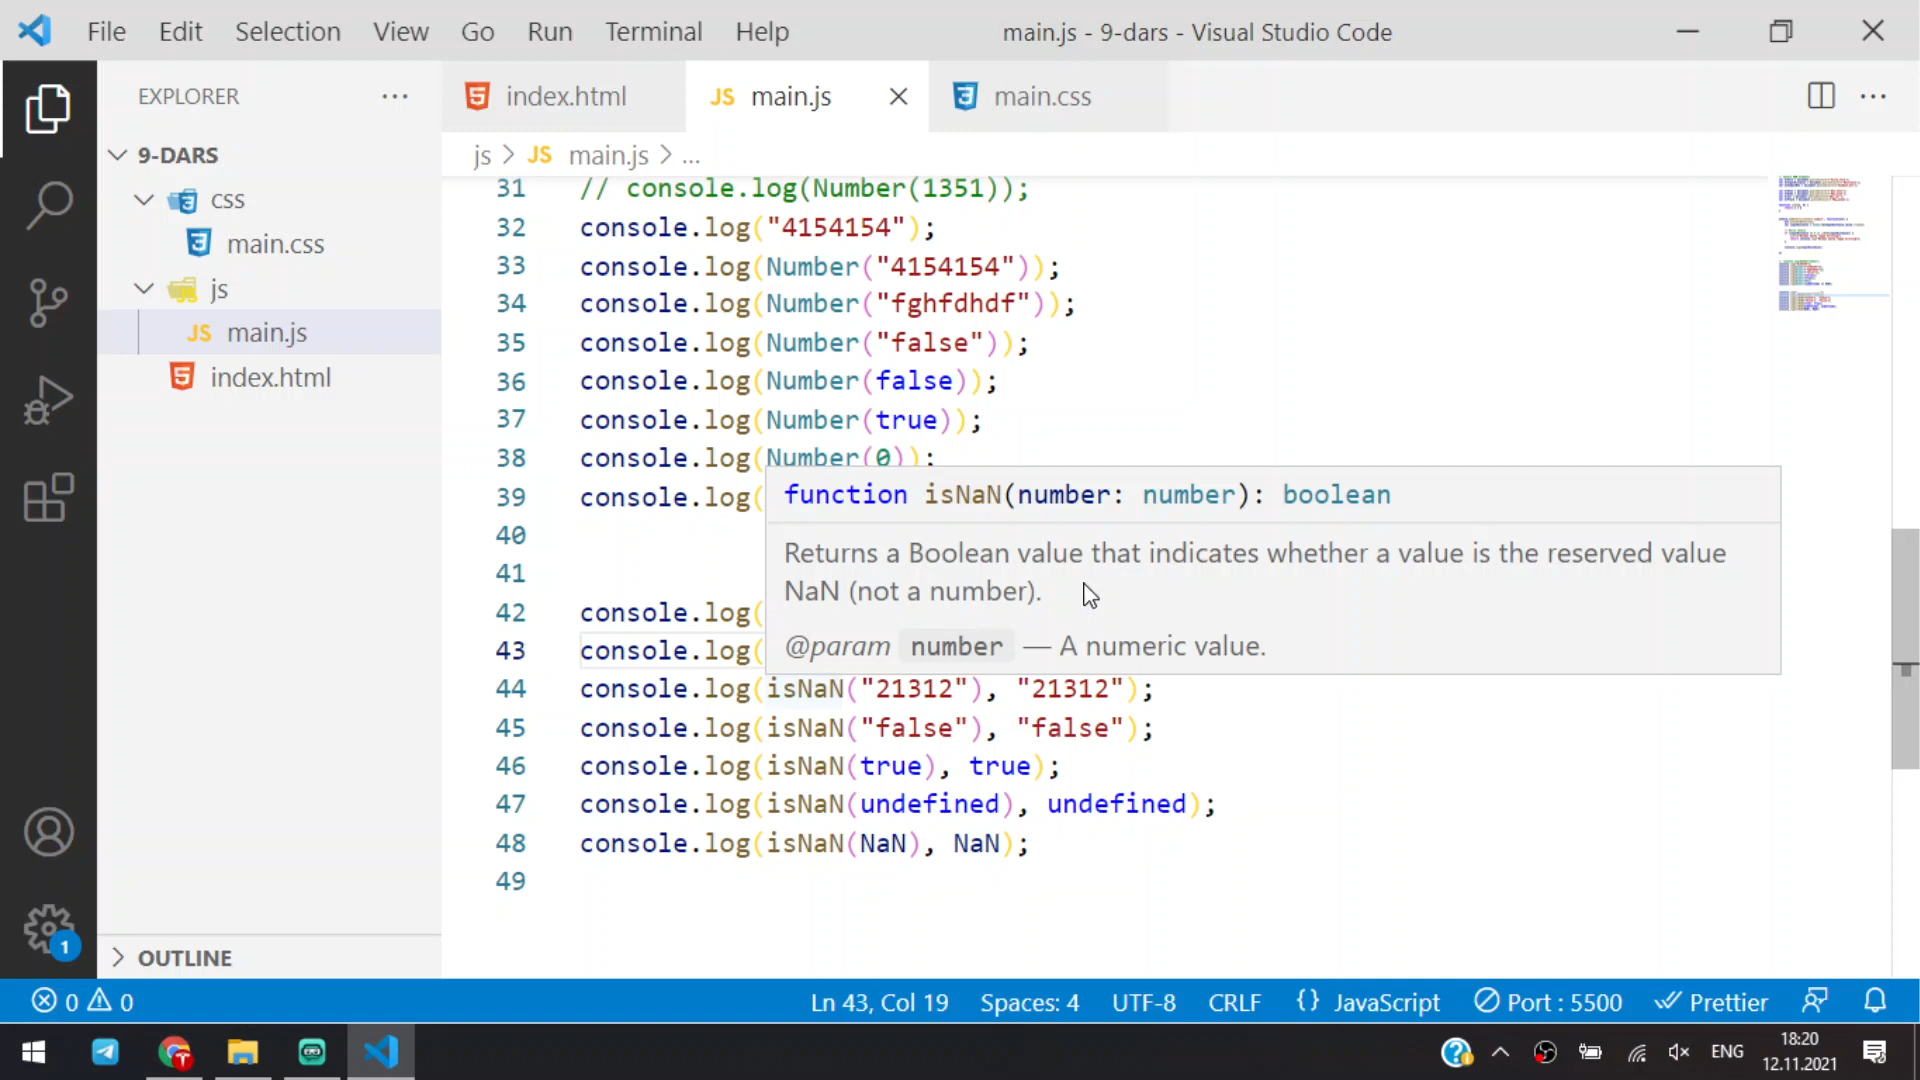 File Edit Selection View Go Run Terminal Help main.js - 9-dars - Visual Studio Code
EXPLORER ...
index.html
JS main.js
main.css
9-DARS
css
main.css
js
JS main.js
index.html
OUTLINE
js > JS main.js > ...
31 // console.log(Number(1351));
32 console.log("4154154");
33 console.log(Number("4154154"));
34 console.log(Number("fghfdhdf"));
35 console.log(Number("false"));
36 console.log(Number(false));
37 console.log(Number(true));
38 console.log(Number(0));
39 console.log(
40
41
42 console.log(
43 console.log(
function isNaN(number: number): boolean
Returns a Boolean value that indicates whether a value is the reserved value
NaN (not a number).
@param number — A numeric value.
44 console.log(isNaN("21312"), "21312");
45 console.log(isNaN("false"), "false");
46 console.log(isNaN(true), true);
47 console.log(isNaN(undefined), undefined);
48 console.log(isNaN(NaN), NaN);
49
1
0 0 Ln 43, Col 19 Spaces: 4 UTF-8 CRLF {} JavaScript Port : 5500 Prettier
ENG
18:20
12.11.2021